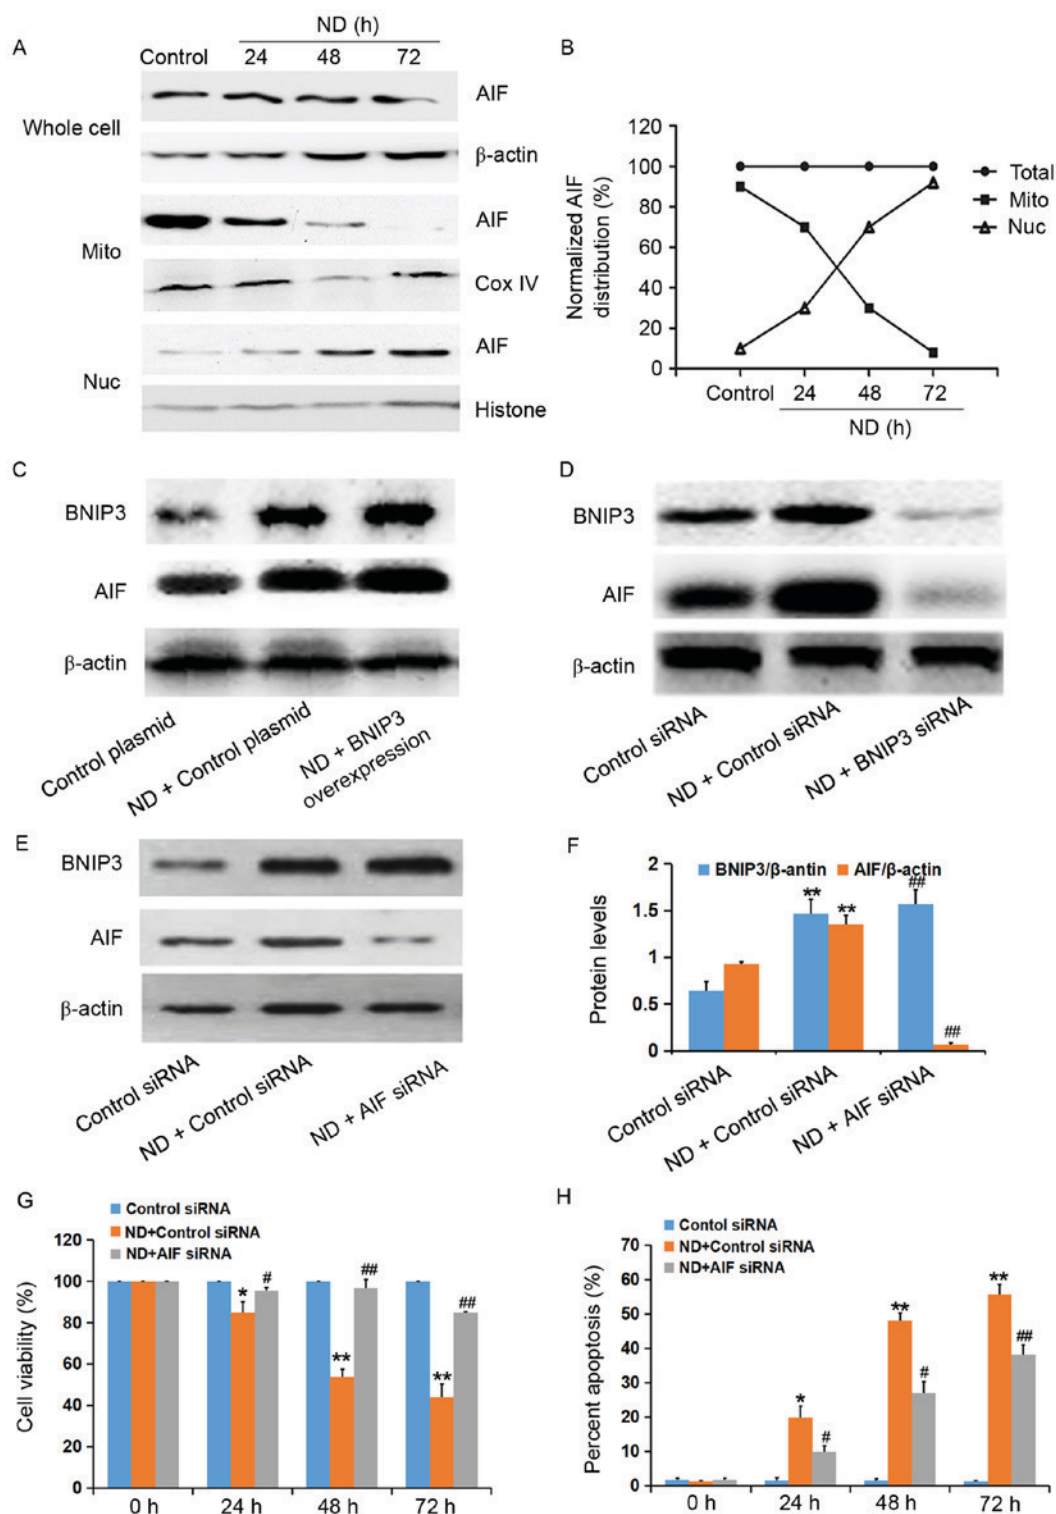 A
ND (h)
Control 24 48 72
Whole cell
AIF
β-actin
Mito
AIF
Cox IV
Nuc
AIF
Histone
B
Normalized AIF
distribution (%)
120
100
80
60
40
20
0
Total
Mito
Nuc
Control 24 48 72
ND (h)
C
BNIP3
AIF
β-actin
Control plasmid
ND + Control plasmid
ND + BNIP3
overexpression
D
BNIP3
AIF
β-actin
Control siRNA
ND + Control siRNA
ND + BNIP3 siRNA
E
BNIP3
AIF
β-actin
Control siRNA
ND + Control siRNA
ND + AIF siRNA
F
BNIP3/β-antin AIF/β-actin
Protein levels
2
1.5
1
0.5
0
** ** ## ##
Control siRNA
ND + Control siRNA
ND + AIF siRNA
G
Control siRNA
ND+Control siRNA
ND+AIF siRNA
Cell viability (%)
120
100
80
60
40
20
0
* # ** ## ** ##
0 h 24 h 48 h 72 h
H
Contol siRNA
ND+Control siRNA
ND+AIF siRNA
Percent apoptosis (%)
70
60
50
40
30
20
10
0
* # ** # ** ##
0 h 24 h 48 h 72 h